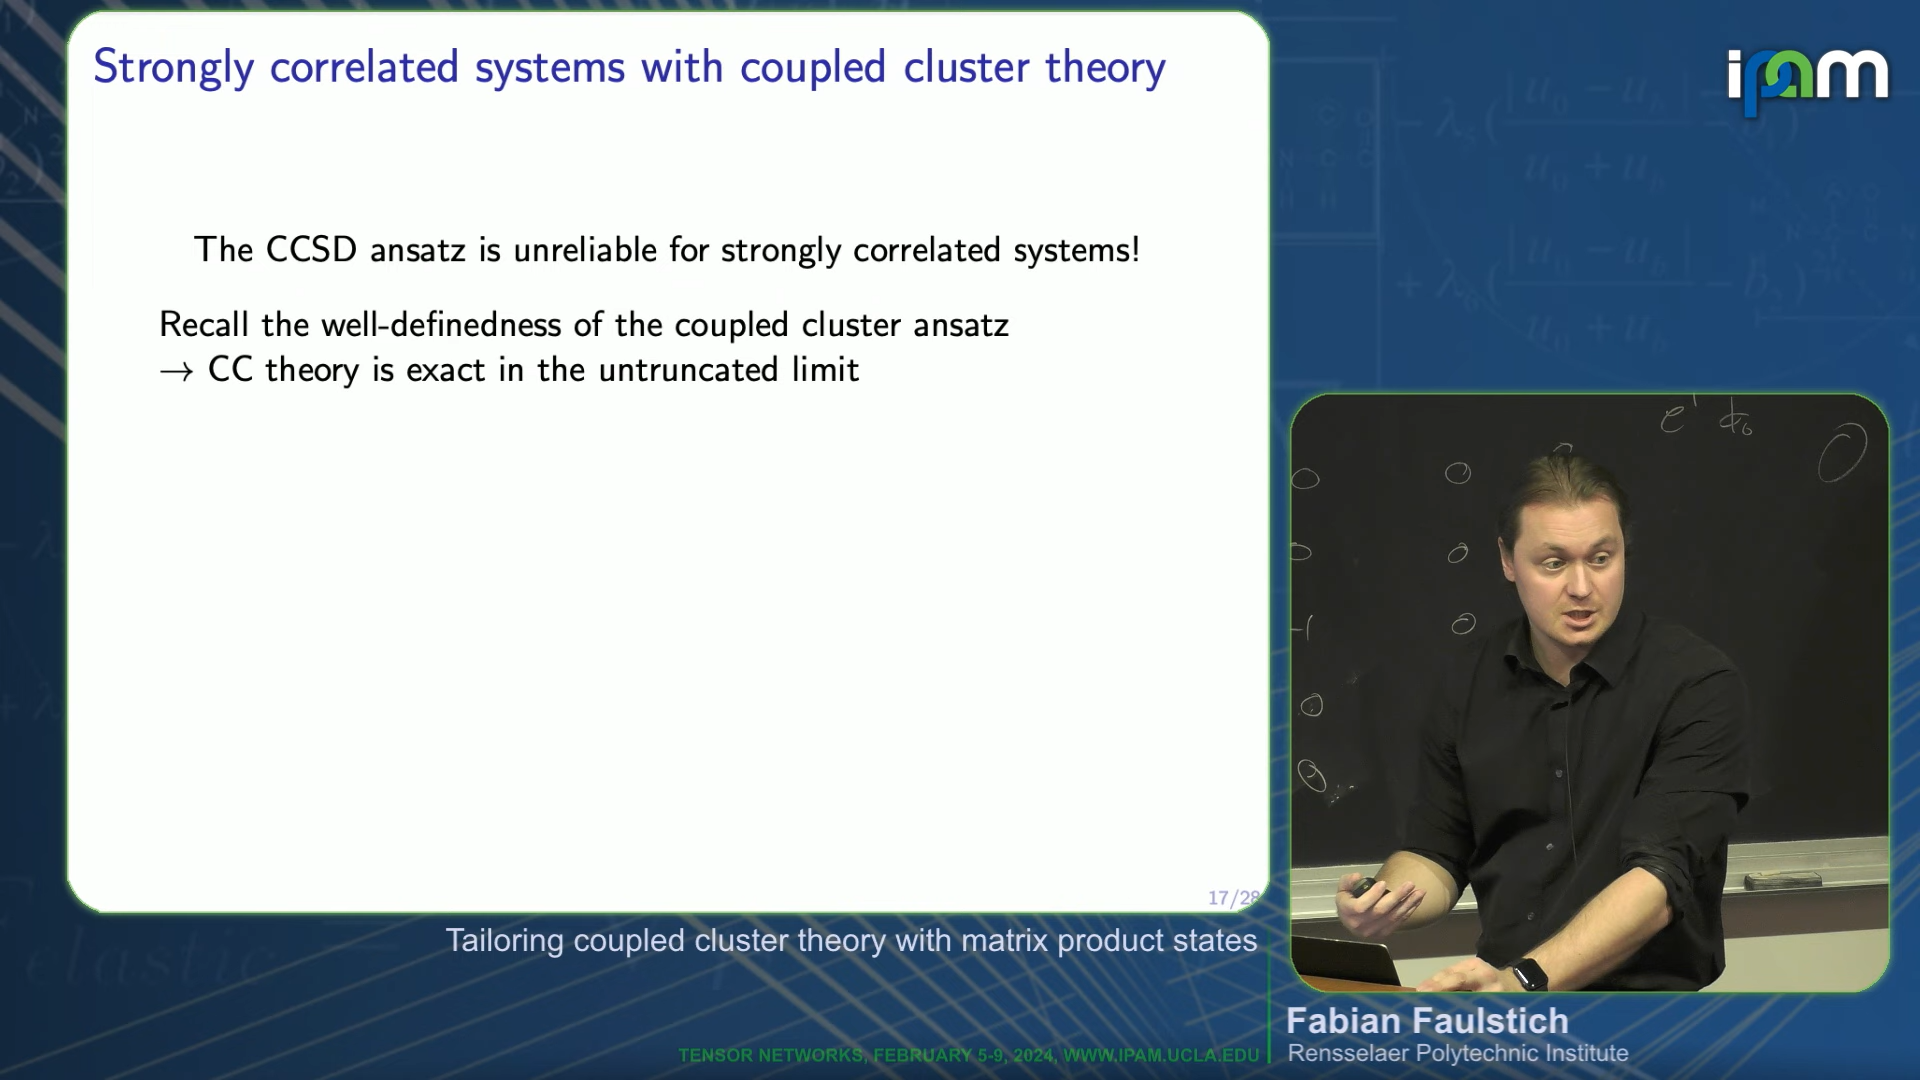 Strongly correlated systems with coupled cluster theory
ipam
The CCSD ansatz is unreliable for strongly correlated systems!
Recall the well-definedness of the coupled cluster ansatz
→ CC theory is exact in the untruncated limit
17/28
Tailoring coupled cluster theory with matrix product states
Fabian Faulstich
Rensselaer Polytechnic Institute
TENSOR NETWORKS, FEBRUARY 5-9, 2024, WWW.IPAM.UCLA.EDU